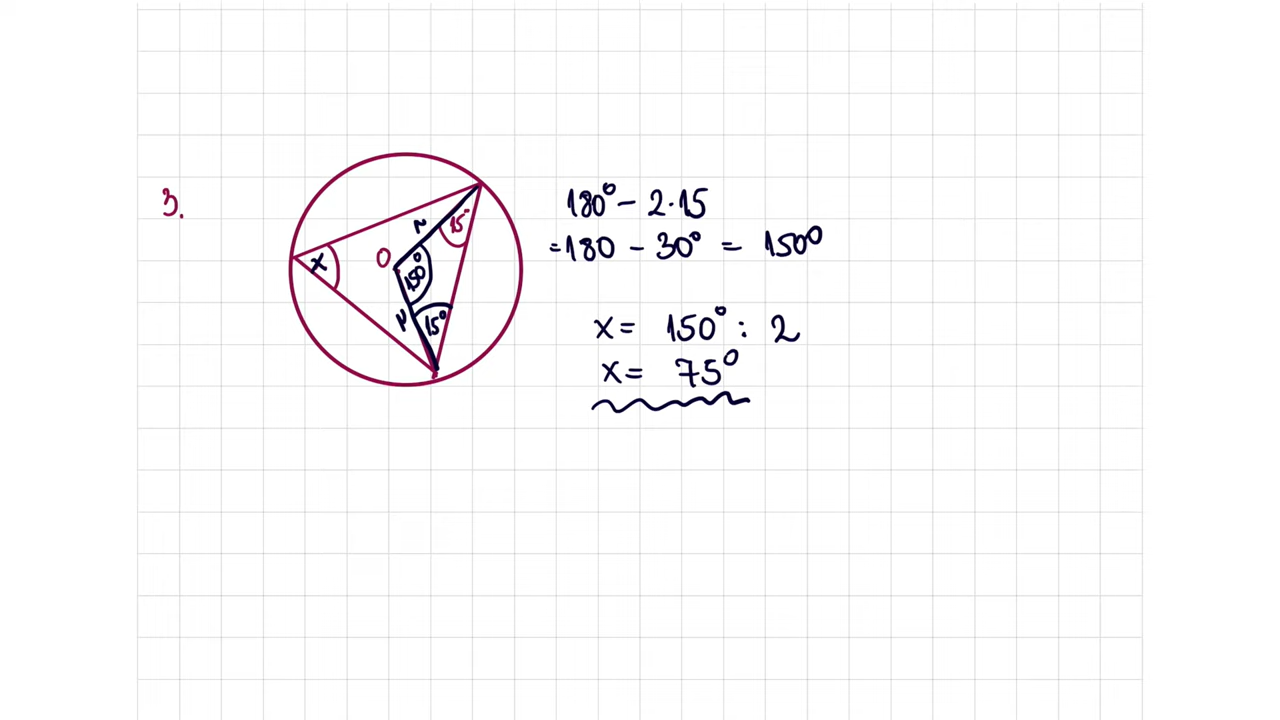 3.
x
O
r
15°
150°
r
15°
180° - 2·15
= 180 - 30° = 150°
x = 150° : 2
x = 75°